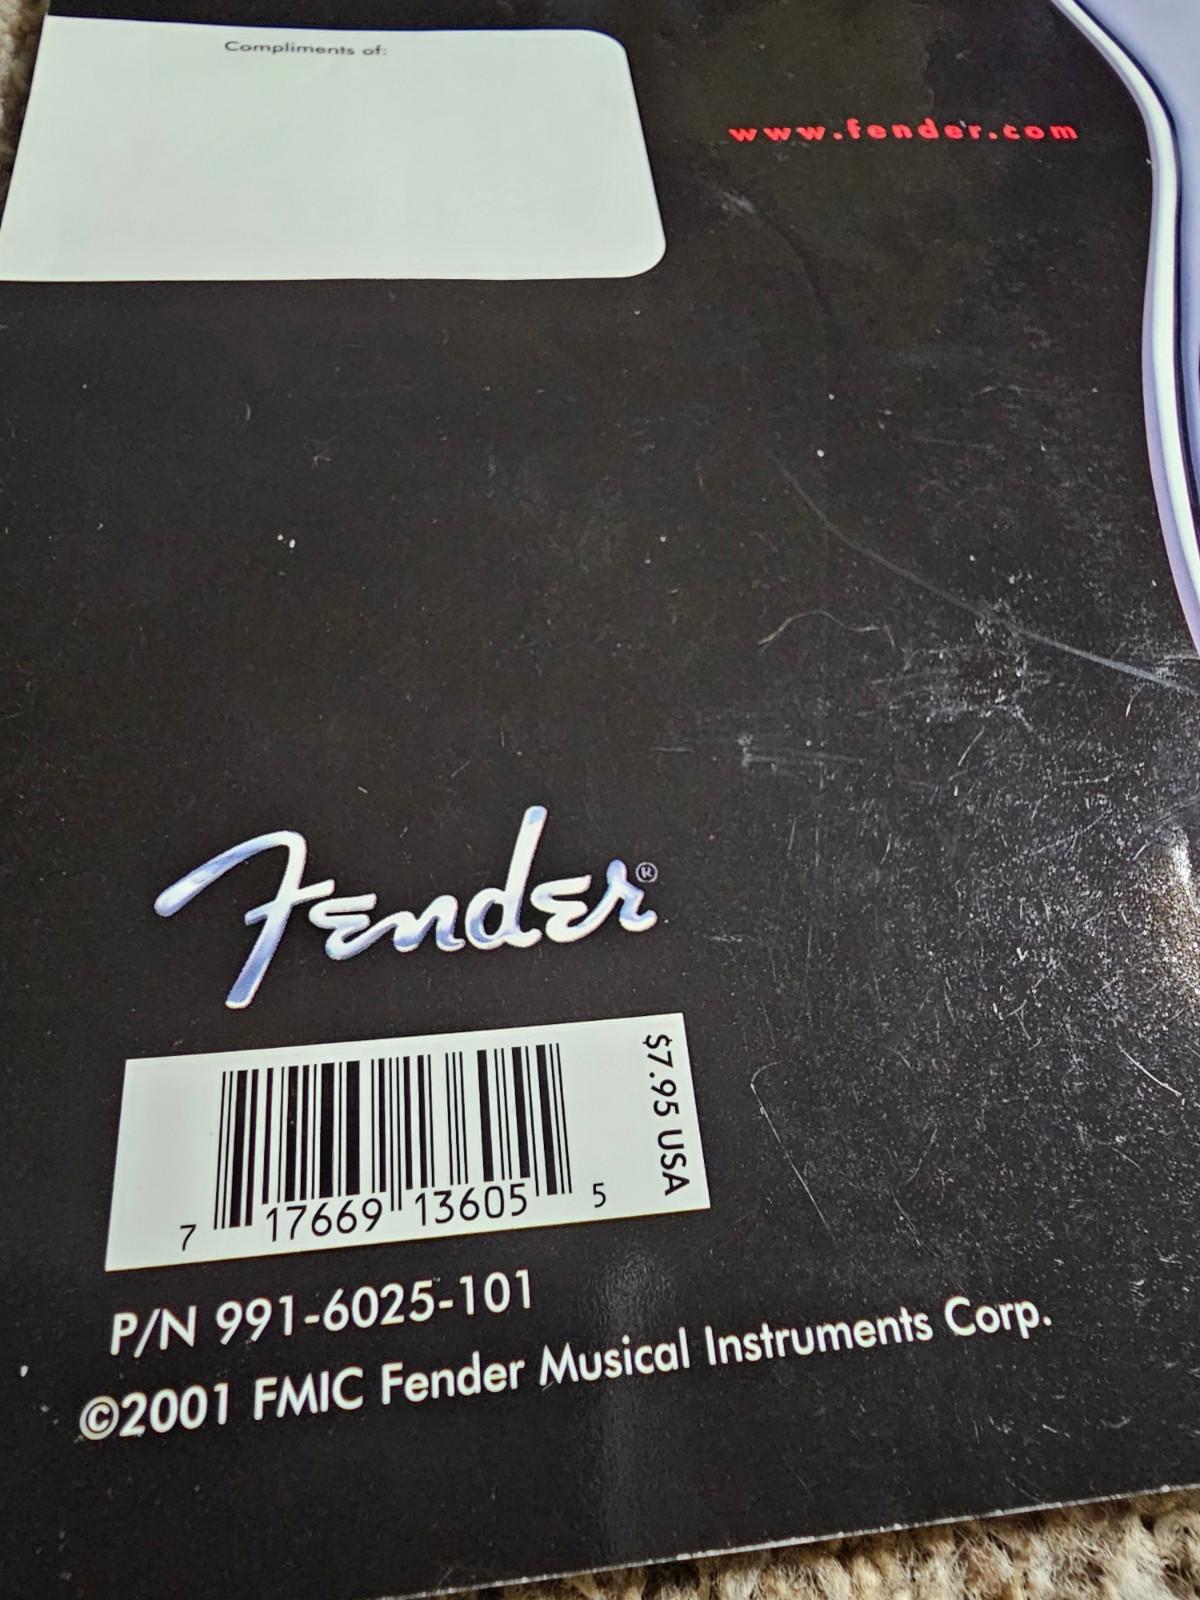 Compliments of:
www.fender.com
Fender®
$7.95 USA
7 17669 13605 5
P/N 991-6025-101
©2001 FMIC Fender Musical Instruments Corp.